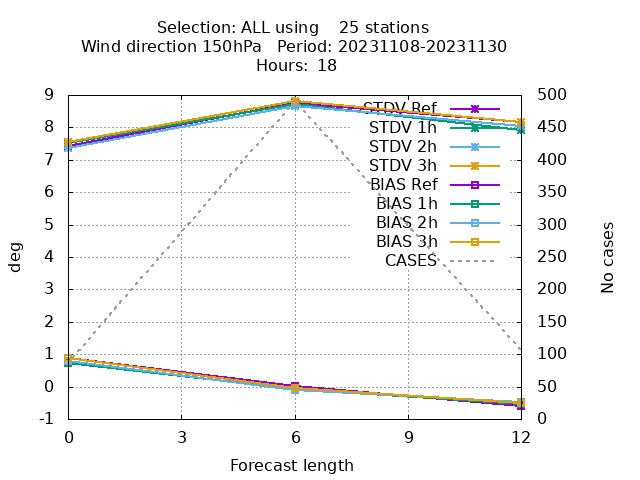 Selection: ALL using 25 stations
Wind direction 150hPa Period: 20231108-20231130
Hours: 18
9 500
8 450
7 400
6 350
5 300
4 250
3 200
2 150
1 100
0 50
-1 0
deg
No cases
STDV Ref
STDV 1h
STDV 2h
STDV 3h
BIAS Ref
BIAS 1h
BIAS 2h
BIAS 3h
CASES
0 3 6 9 12
Forecast length